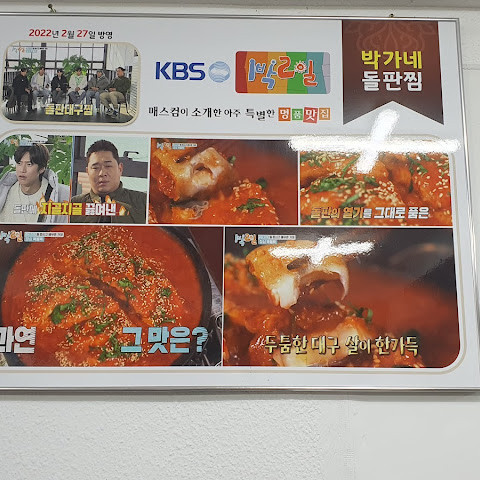 2022년 2월 27일 방영
KBS 1박2일
박가네
돌판찜
돌판대구찜
매스컴이 소개한 아주 특별한 명품맛집
돌판에 지글지글 끓여낸
돌판의 열기를 그대로 품은
과연 그 맛은?
두툼한 대구 살이 한가득